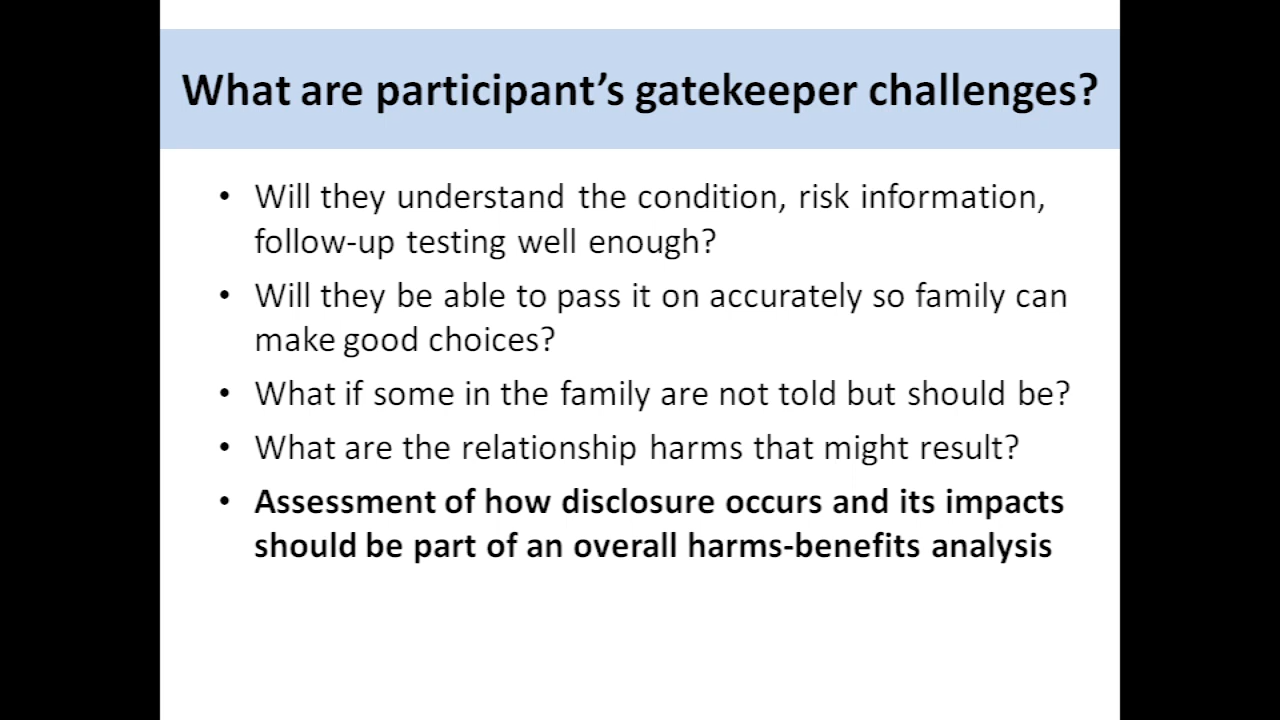 What are participant’s gatekeeper challenges?
• Will they understand the condition, risk information,
follow-up testing well enough?
• Will they be able to pass it on accurately so family can
make good choices?
• What if some in the family are not told but should be?
• What are the relationship harms that might result?
• Assessment of how disclosure occurs and its impacts
should be part of an overall harms-benefits analysis